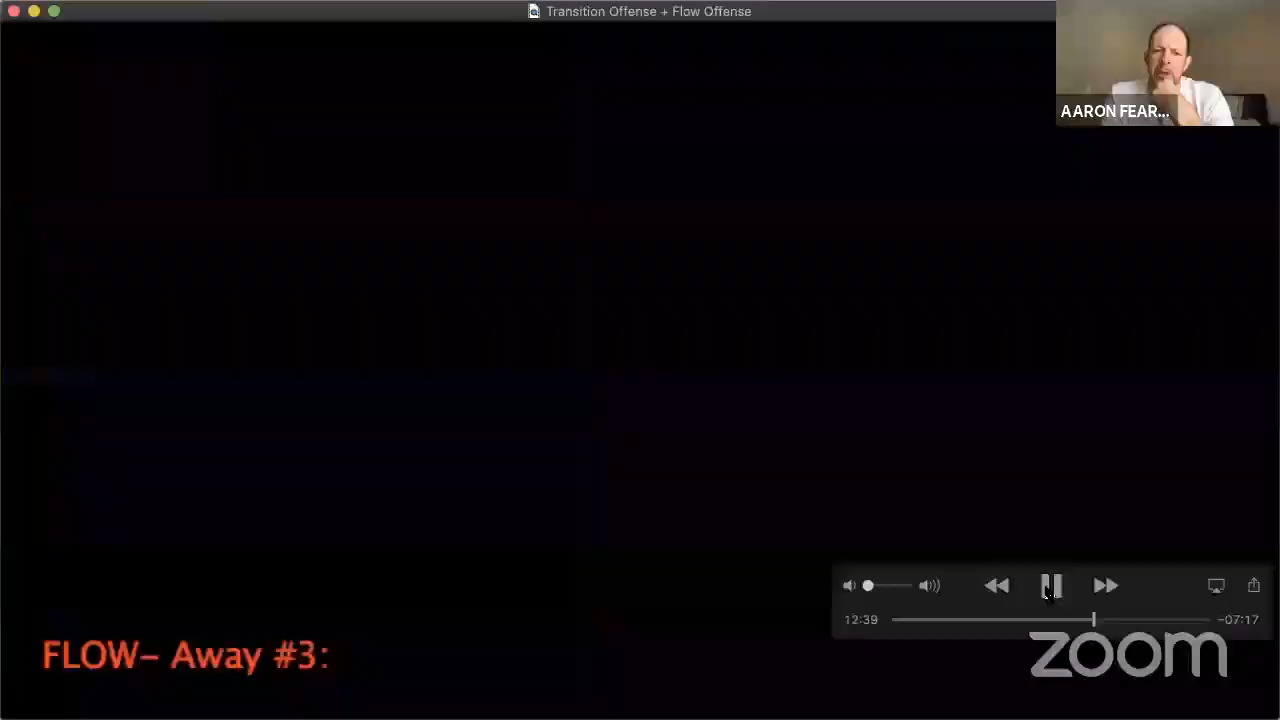 Transition Offense + Flow Offense
AARON FEAR...
12:39
-07:17
FLOW- Away #3:
zoom